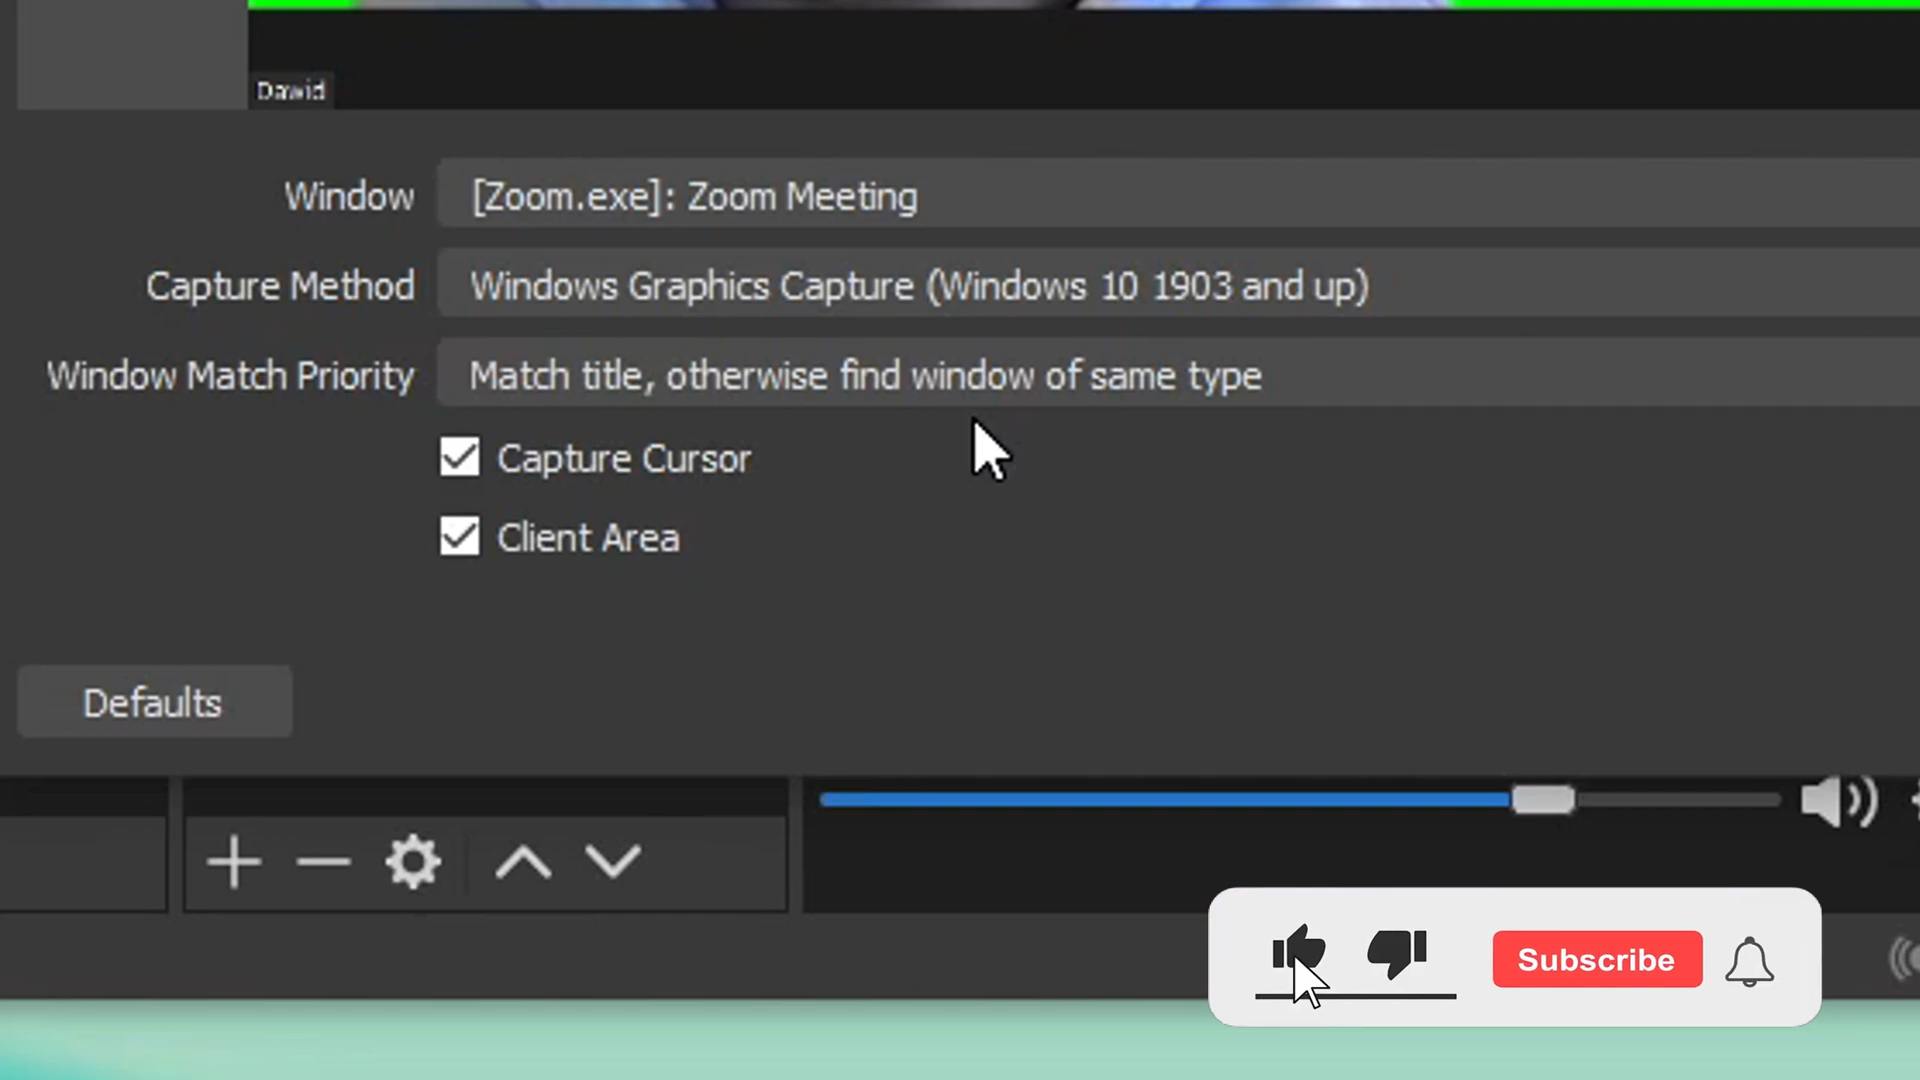 Dawid
Window [Zoom.exe]: Zoom Meeting
Capture Method Windows Graphics Capture (Windows 10 1903 and up)
Window Match Priority Match title, otherwise find window of same type
Capture Cursor
Client Area
Defaults
Subscribe